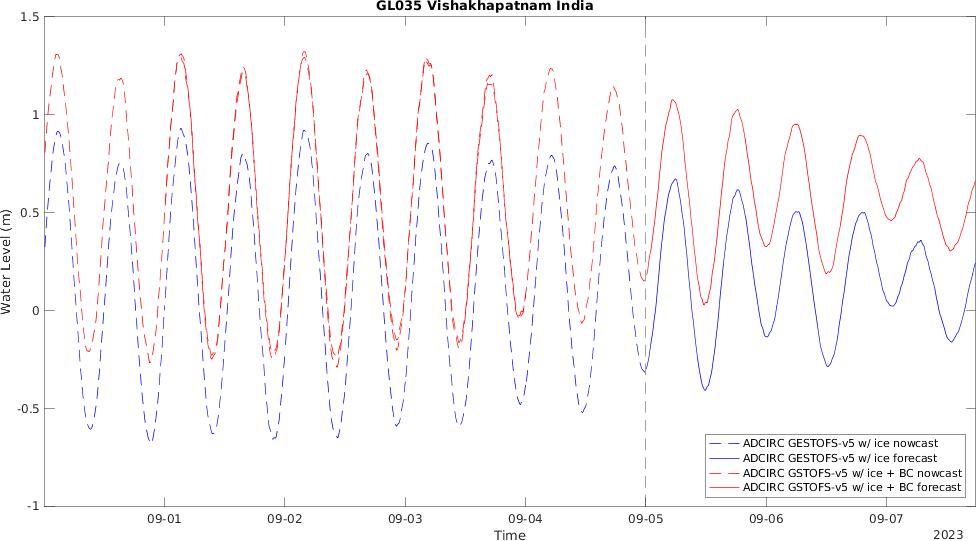 GL035 Vishakhapatnam India
1.5
1
0.5
0
-0.5
-1
Water Level (m)
ADCIRC GESTOFS-v5 w/ ice nowcast
ADCIRC GESTOFS-v5 w/ ice forecast
ADCIRC GSTOFS-v5 w/ ice + BC nowcast
ADCIRC GSTOFS-v5 w/ ice + BC forecast
09-01 09-02 09-03 09-04 09-05 09-06 09-07
Time
2023